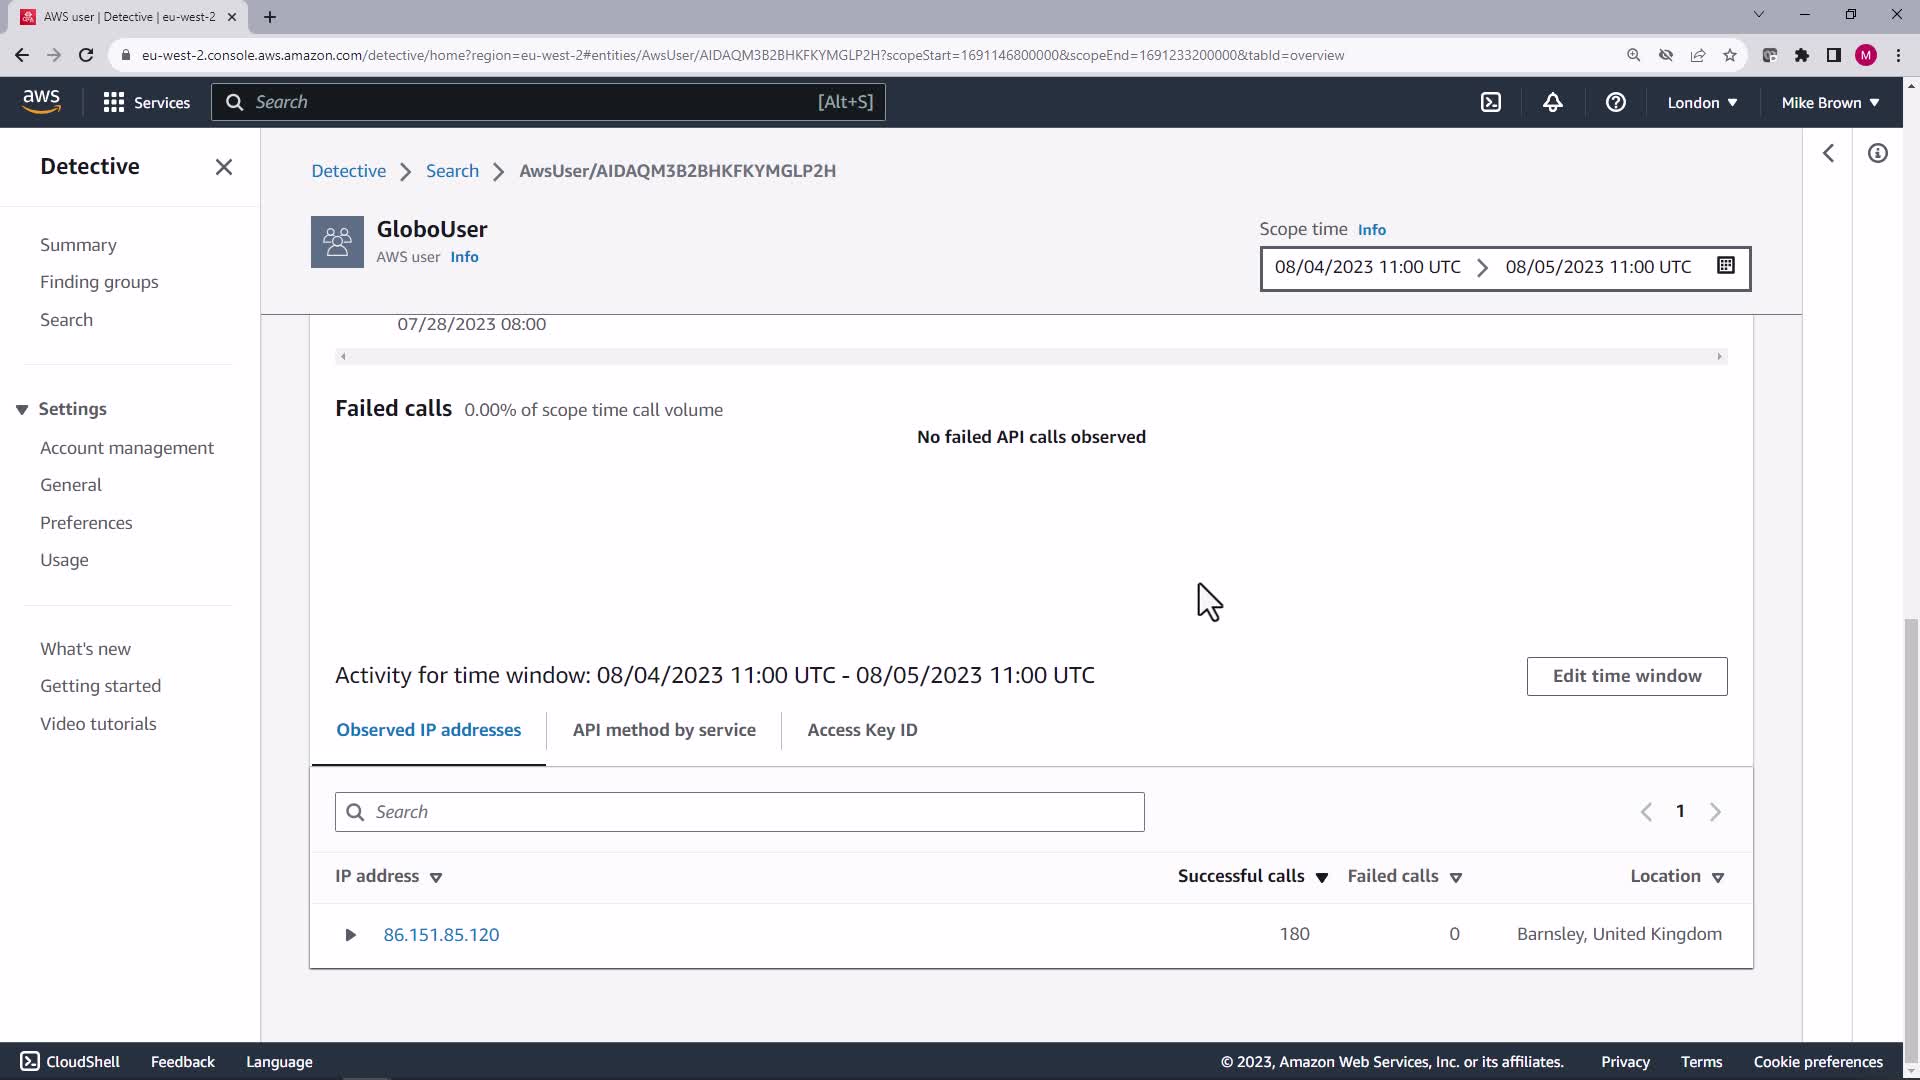 AWS user | Detective | eu-west-2
eu-west-2.console.aws.amazon.com/detective/home?region=eu-west-2#entities/AwsUser/AIDAQM3B2BHKFKYMGLP2H?scopeStart=1691146800000&scopeEnd=1691233200000&tabId=overview
M
aws
Services
Search
[Alt+S]
London
Mike Brown
Detective
Summary
Finding groups
Search
Settings
Account management
General
Preferences
Usage
What's new
Getting started
Video tutorials
Detective
Search
AwsUser/AIDAQM3B2BHKFKYMGLP2H
GloboUser
AWS user Info
Scope time Info
08/04/2023 11:00 UTC
08/05/2023 11:00 UTC
07/28/2023 08:00
Failed calls 0.00% of scope time call volume
No failed API calls observed
Activity for time window: 08/04/2023 11:00 UTC - 08/05/2023 11:00 UTC
Edit time window
Observed IP addresses
API method by service
Access Key ID
Search
1
IP address
Successful calls
Failed calls
Location
86.151.85.120
180
0
Barnsley, United Kingdom
CloudShell
Feedback
Language
© 2023, Amazon Web Services, Inc. or its affiliates.
Privacy
Terms
Cookie preferences